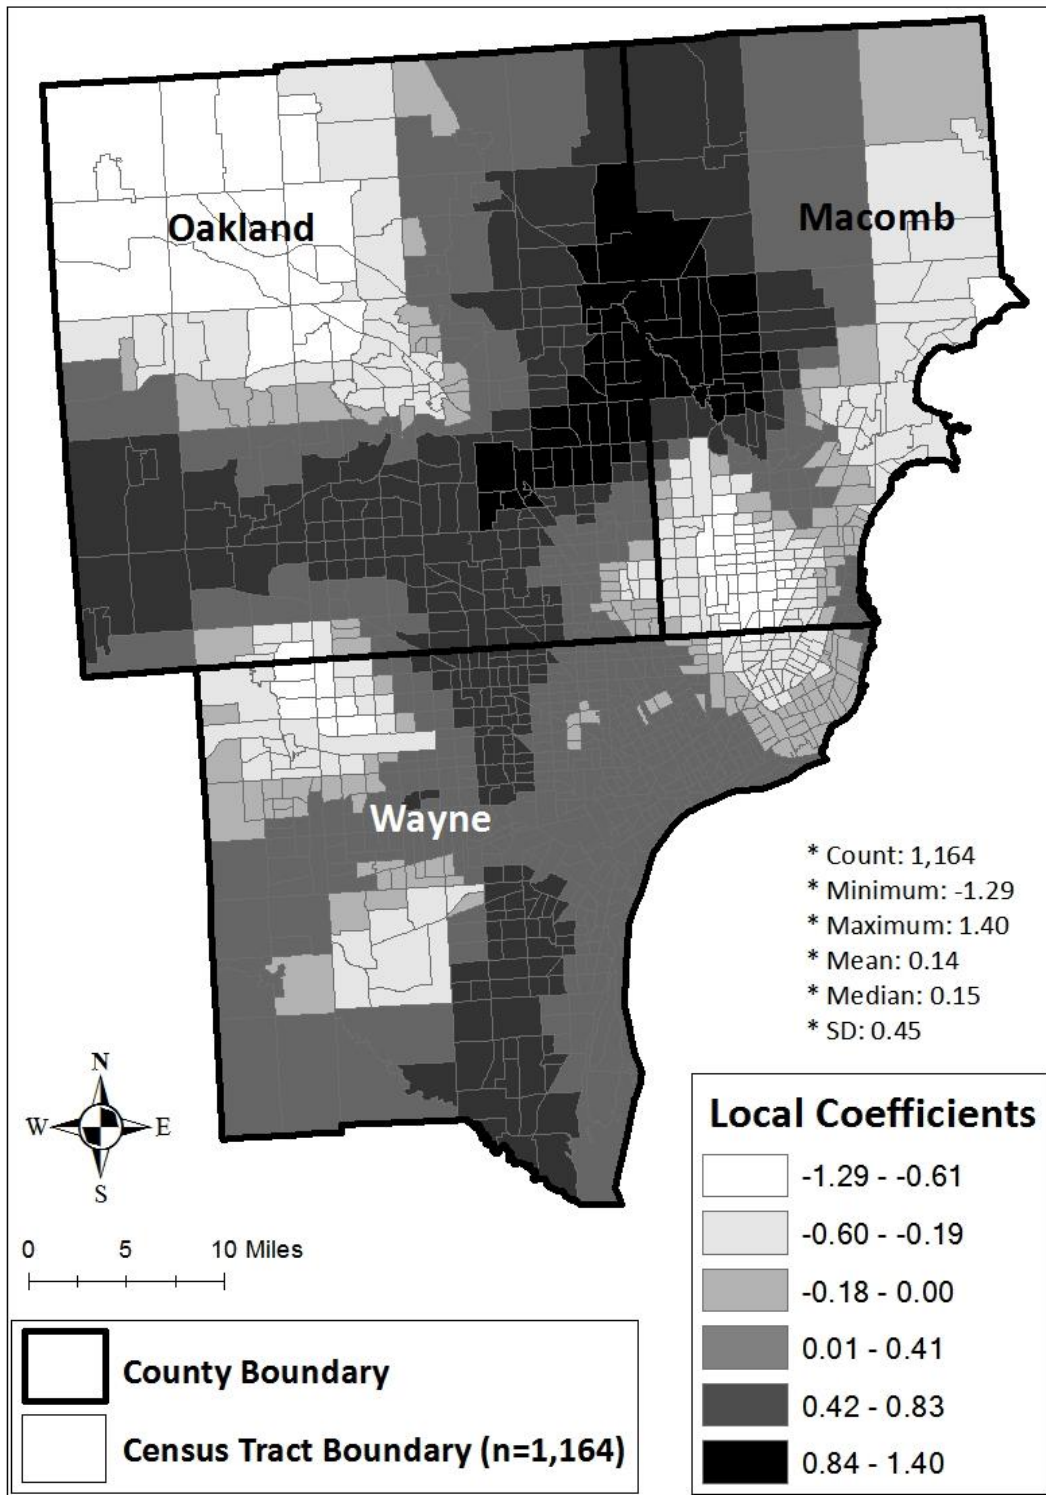 Oakland
Macomb
Wayne
* Count: 1,164
* Minimum: -1.29
* Maximum: 1.40
* Mean: 0.14
* Median: 0.15
* SD: 0.45
N
W E
S
0 5 10 Miles
Local Coefficients
-1.29 - -0.61
-0.60 - -0.19
-0.18 - 0.00
0.01 - 0.41
0.42 - 0.83
0.84 - 1.40
County Boundary
Census Tract Boundary (n=1,164)